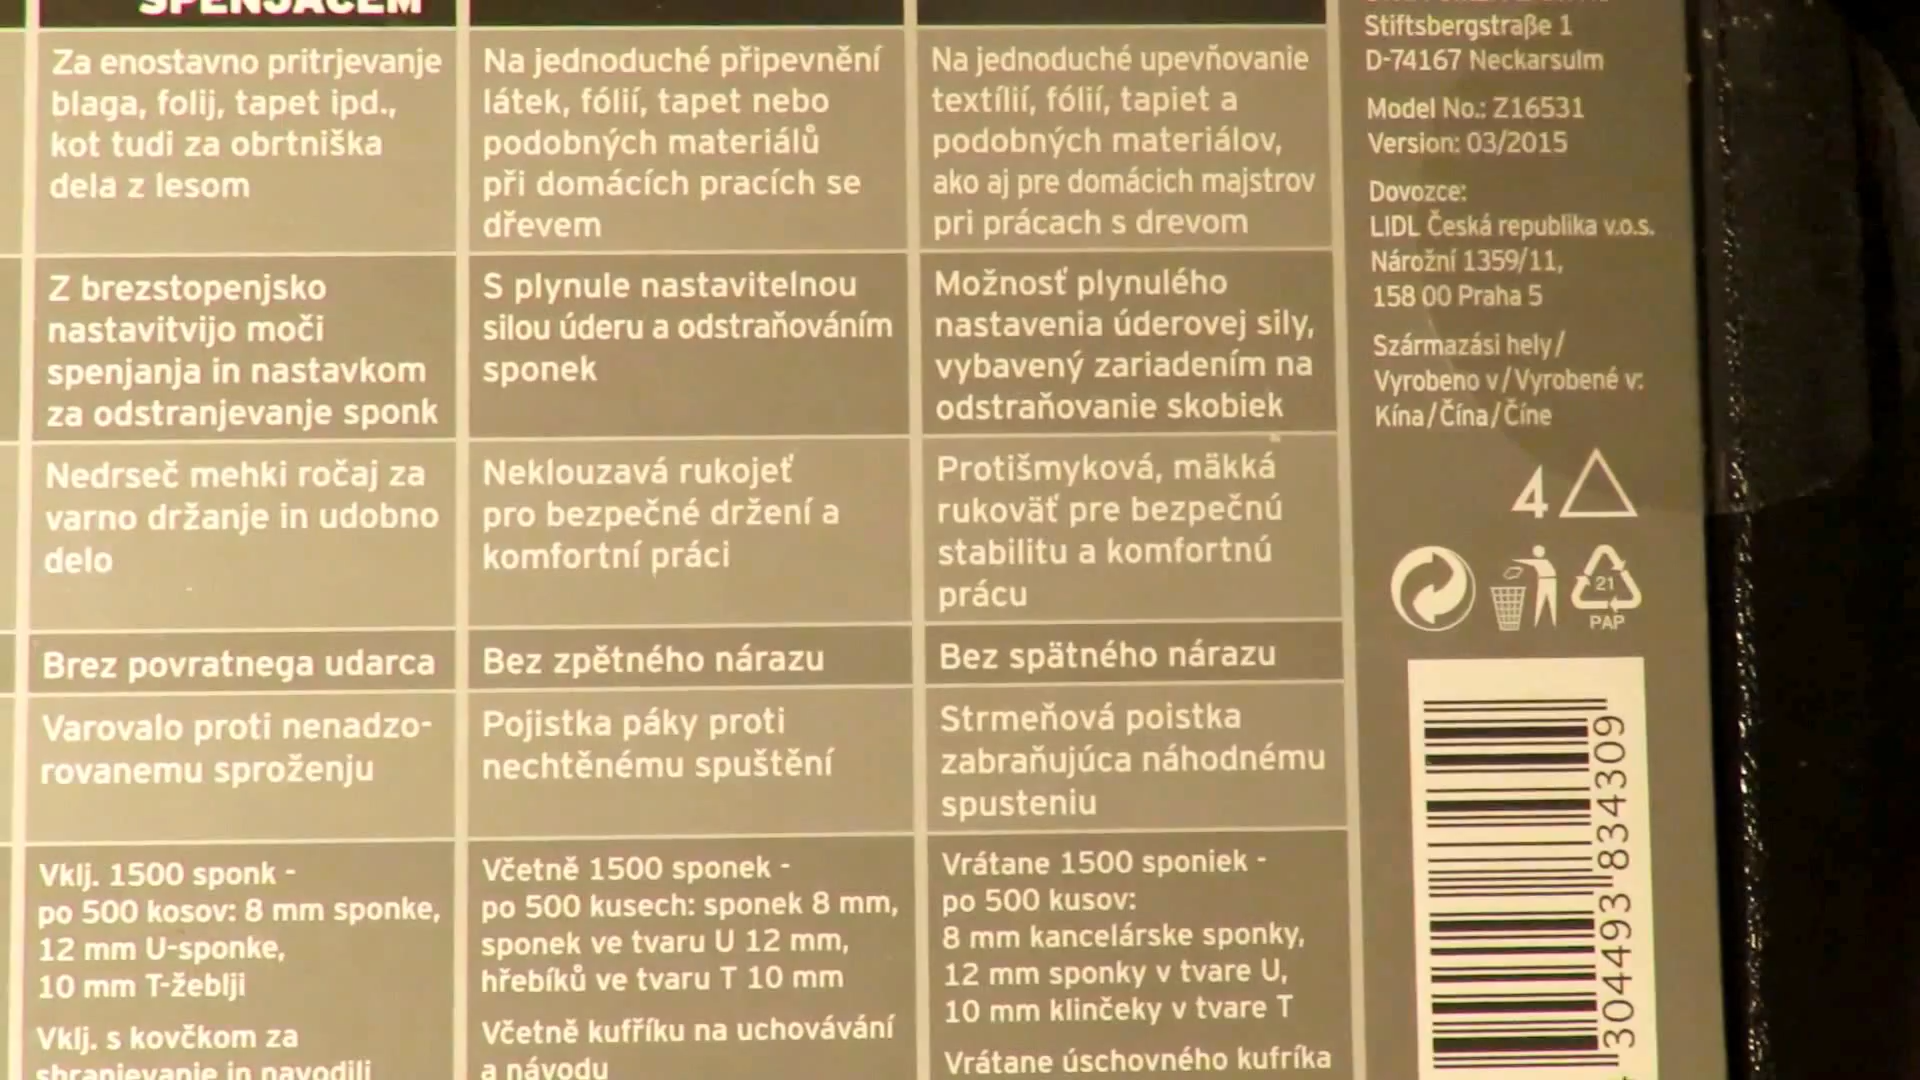 SPENJAČEM
Za enostavno pritrjevanje
blaga, folij, tapet ipd.,
kot tudi za obrtniška
dela z lesom
Z brezstopenjsko
nastavitvijo moči
spenjanja in nastavkom
za odstranjevanje sponk
Nedrseč mehki ročaj za
varno držanje in udobno
delo
Brez povratnega udarca
Varovalo proti nenadzo-
rovanemu sproženju
Vklj. 1500 sponk -
po 500 kosov: 8 mm sponke,
12 mm U-sponke,
10 mm T-žeblji
Vklj. s kovčkom za
shranjevanje in navodili
Na jednoduché připevnění
látek, fólií, tapet nebo
podobných materiálů
při domácích pracích se
dřevem
S plynule nastavitelnou
silou úderu a odstraňováním
sponek
Neklouzavá rukojeť
pro bezpečné držení a
komfortní práci
Bez zpětného nárazu
Pojistka páky proti
nechtěnému spuštění
Včetně 1500 sponek -
po 500 kusech: sponek 8 mm,
sponek ve tvaru U 12 mm,
hřebíků ve tvaru T 10 mm
Včetně kufříku na uchovávání
a návodu
Na jednoduché upevňovanie
textílií, fólií, tapiet a
podobných materiálov,
ako aj pre domácich majstrov
pri prácach s drevom
Možnosť plynulého
nastavenia úderovej sily,
vybavený zariadením na
odstraňovanie skobiek
Protišmyková, mäkká
rukoväť pre bezpečnú
stabilitu a komfortnú
prácu
Bez spätného nárazu
Strmeňová poistka
zabraňujúca náhodnému
spusteniu
Vrátane 1500 sponiek -
po 500 kusov:
8 mm kancelárske sponky,
12 mm sponky v tvare U,
10 mm klinčeky v tvare T
Vrátane úschovného kufríka
Stiftsbergstraße 1
D-74167 Neckarsulm
Model No.: Z16531
Version: 03/2015
Dovozce:
LIDL Česká republika v.o.s.
Nárožní 1359/11,
158 00 Praha 5
Származási hely/
Vyrobeno v/Vyrobené v:
Kína/Čína/Číne
4
21
PAP
304493 834309